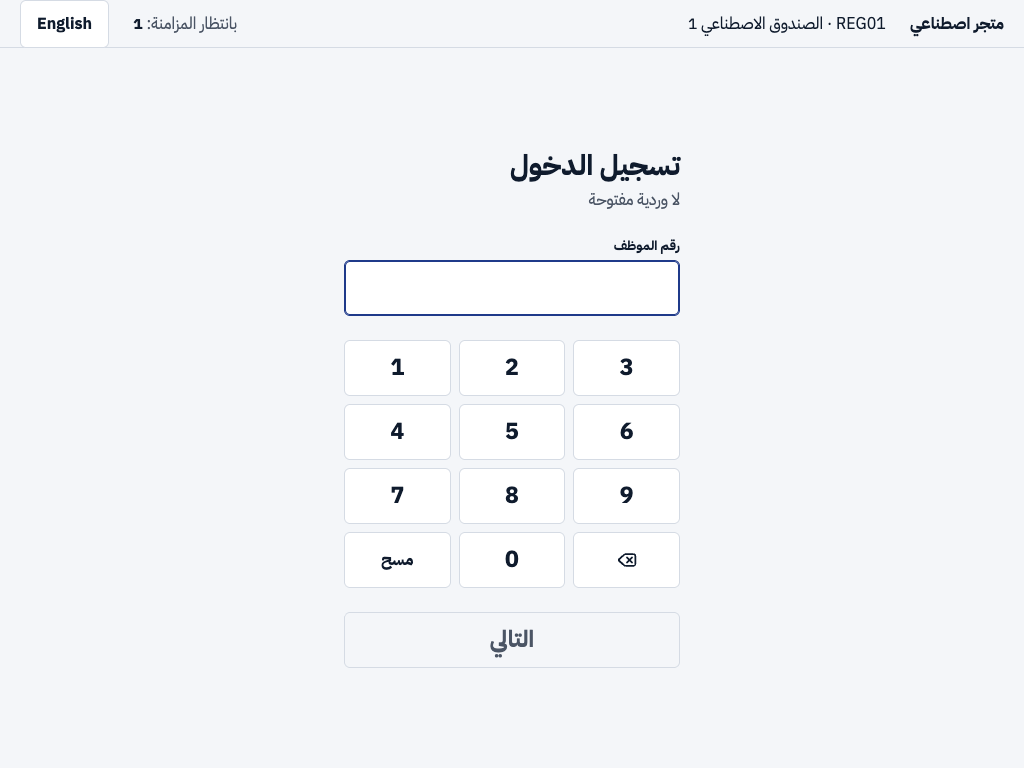 متجر اصطناعي REG01 · الصندوق الاصطناعي 1 بانتظار المزامنة: 1 English
تسجيل الدخول
لا وردية مفتوحة
رقم الموظف
1 2 3
4 5 6
7 8 9
مسح 0
التالي